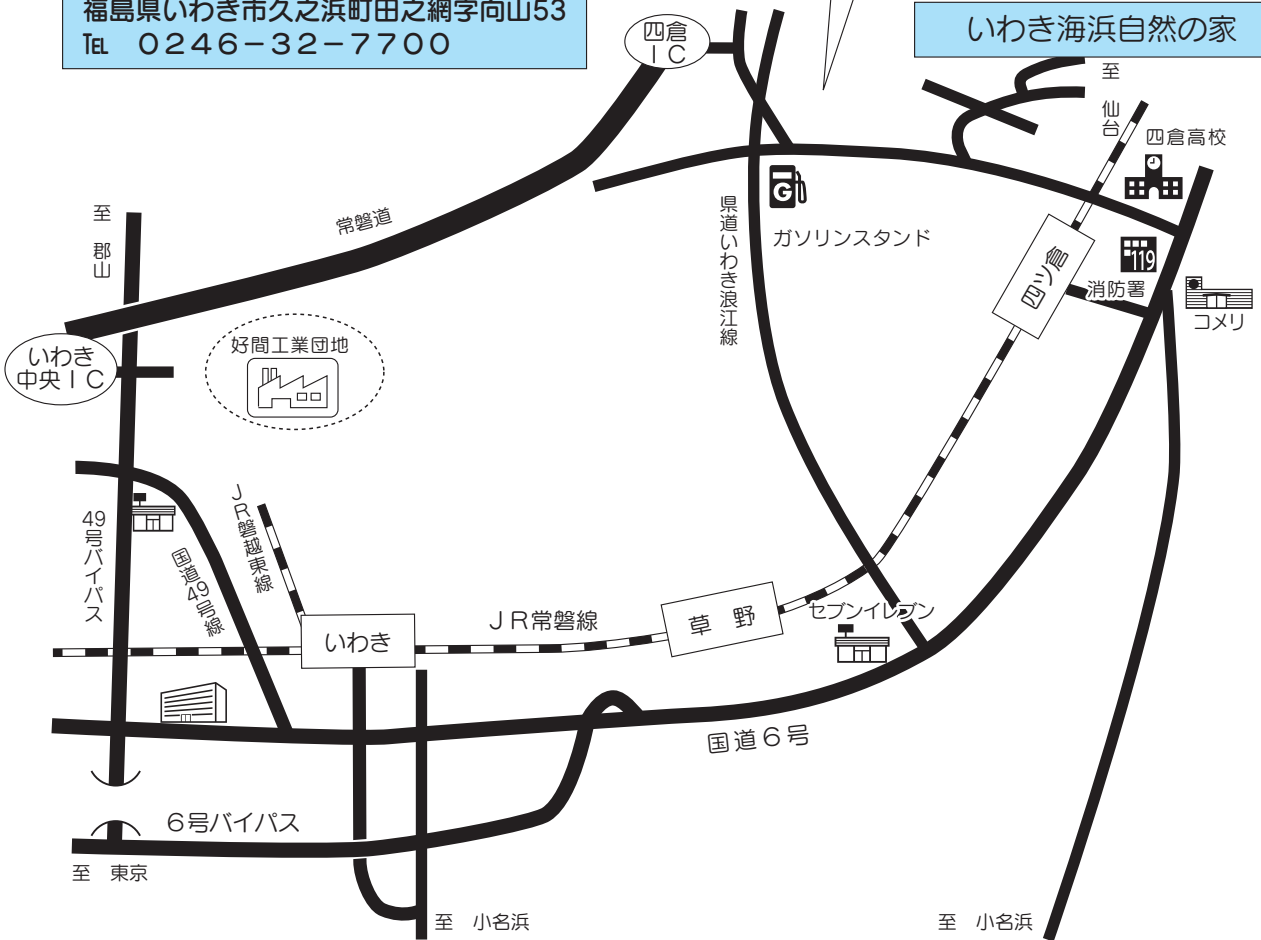 福島県いわき市久之浜町田之網字向山53
℡ 0246-32-7700
いわき海浜自然の家
四倉
IC
至 仙台
四倉高校
至 郡山
常磐道
県道いわき浪江線
G
ガソリンスタンド
四ツ倉
119
消防署
コメリ
いわき
中央IC
好間工業団地
49号バイパス
国道49号線
JR磐越東線
いわき
JR常磐線
草野
セブンイレブン
国道6号
6号バイパス
至 東京
至 小名浜
至 小名浜